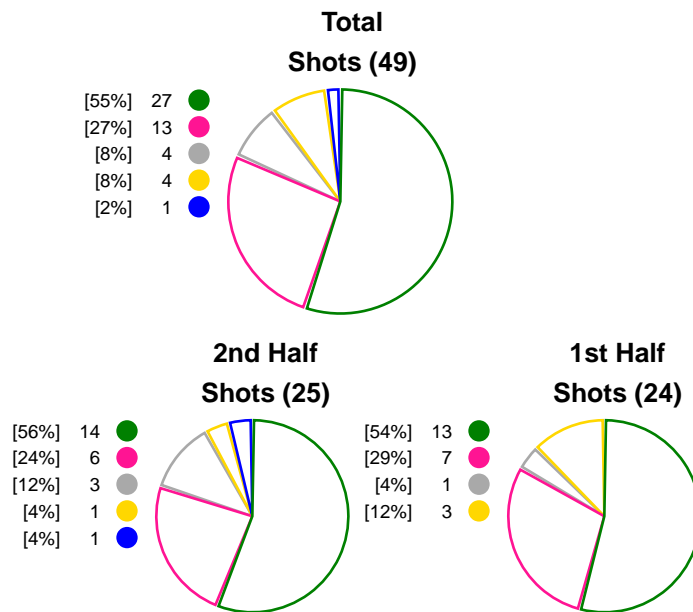 Total
Shots (49)
[55%] 27
[27%] 13
[8%] 4
[8%] 4
[2%] 1
2nd Half
Shots (25)
[56%] 14
[24%] 6
[12%] 3
[4%] 1
[4%] 1
1st Half
Shots (24)
[54%] 13
[29%] 7
[4%] 1
[12%] 3